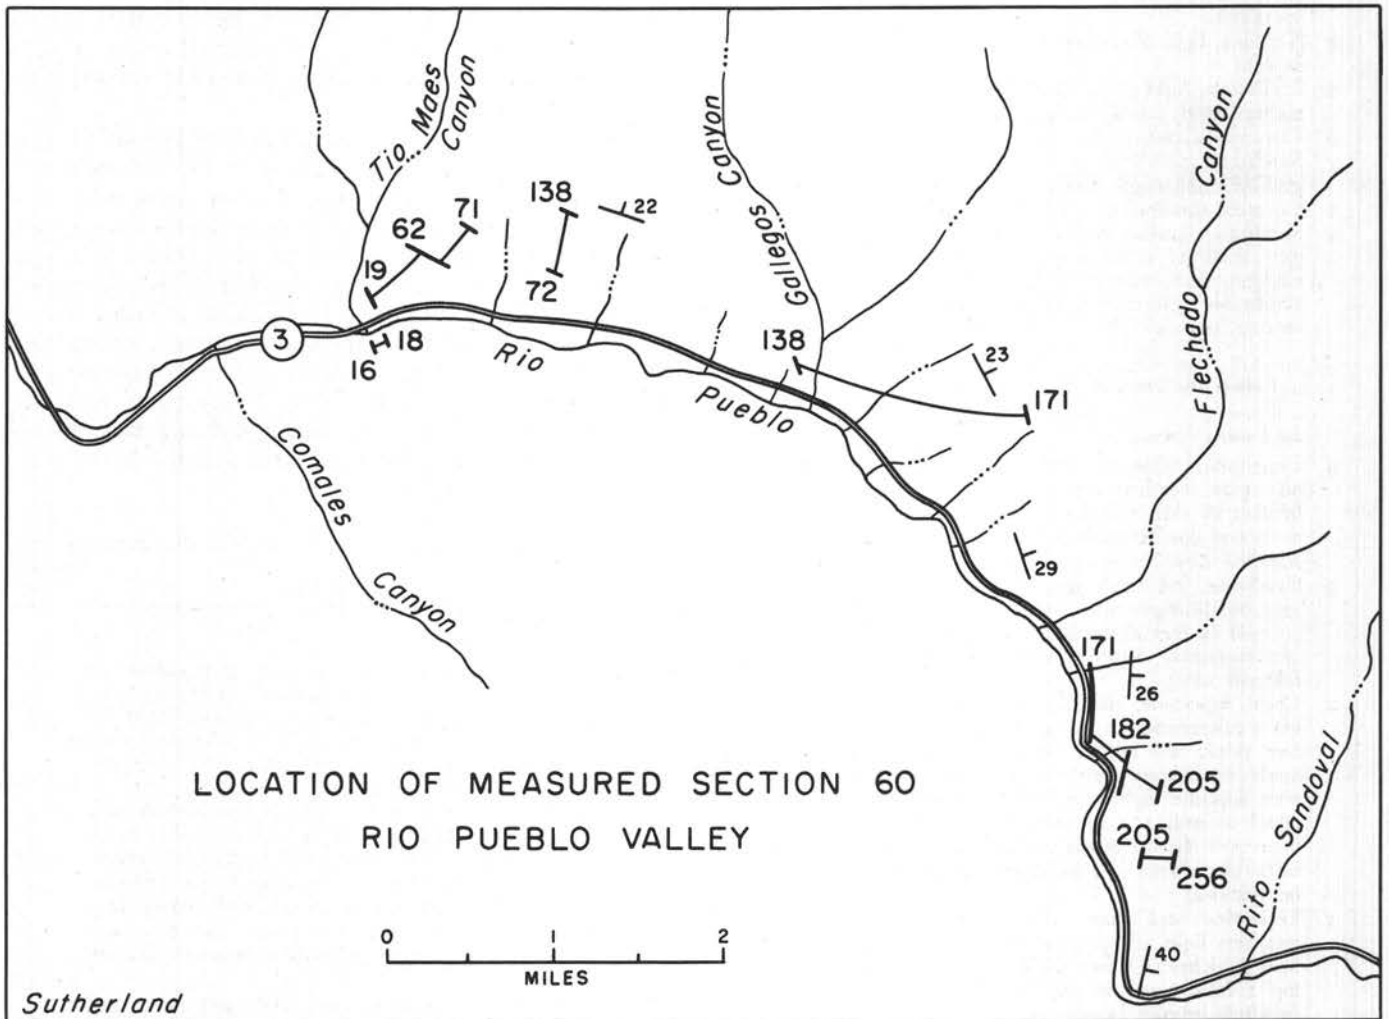 Tio Maes Canyon
Gallegos Canyon
Flechado Canyon
138
71
22
62
19
72
3
18
16
Rio Pueblo
138
23
171
Comales Canyon
29
171
26
182
205
205
256
Rito Sandoval
40
LOCATION OF MEASURED SECTION 60
RIO PUEBLO VALLEY
0 1 2
MILES
Sutherland